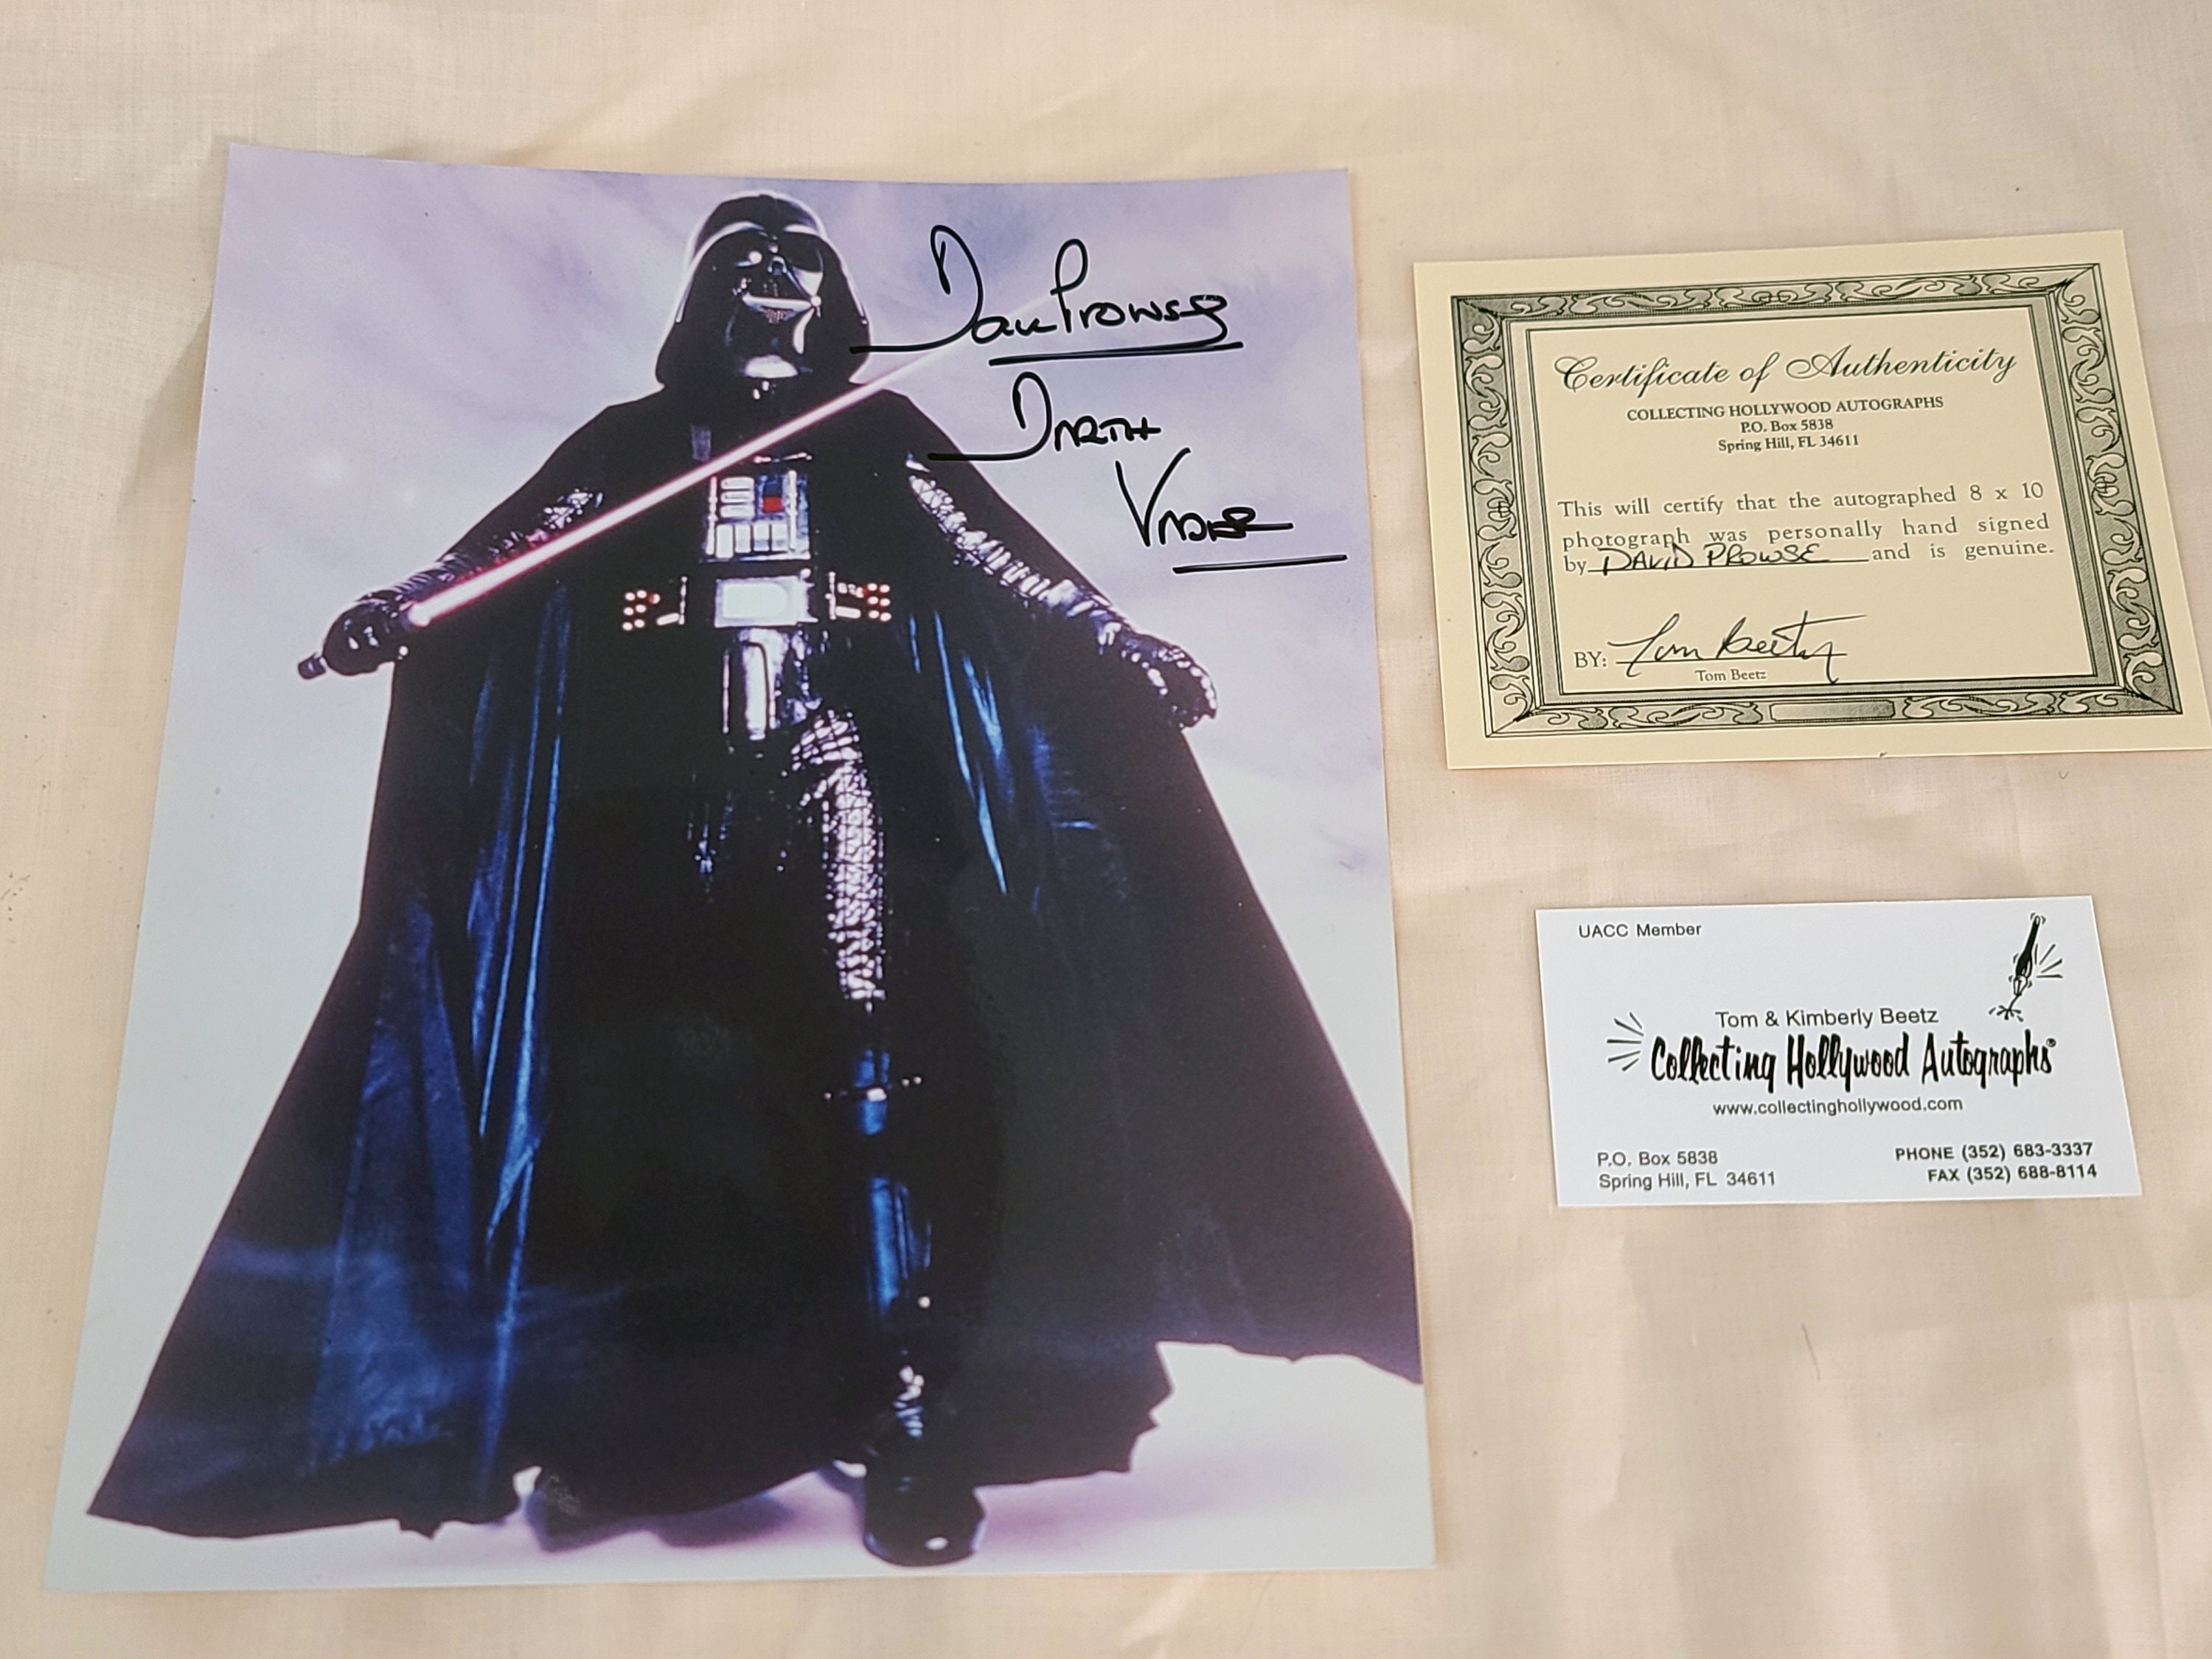 Dave Prowse
Darth
Vader
Certificate of Authenticity
COLLECTING HOLLYWOOD AUTOGRAPHS
P.O. Box 5838
Spring Hill, FL 34611
This will certify that the autographed 8 x 10
photograph was personally hand signed
by DAVID PROWSE and is genuine.
BY: Tom Beetz
Tom Beetz
UACC Member
Tom & Kimberly Beetz
Collecting Hollywood Autographs®
www.collectinghollywood.com
P.O. Box 5838
Spring Hill, FL 34611
PHONE (352) 683-3337
FAX (352) 688-8114